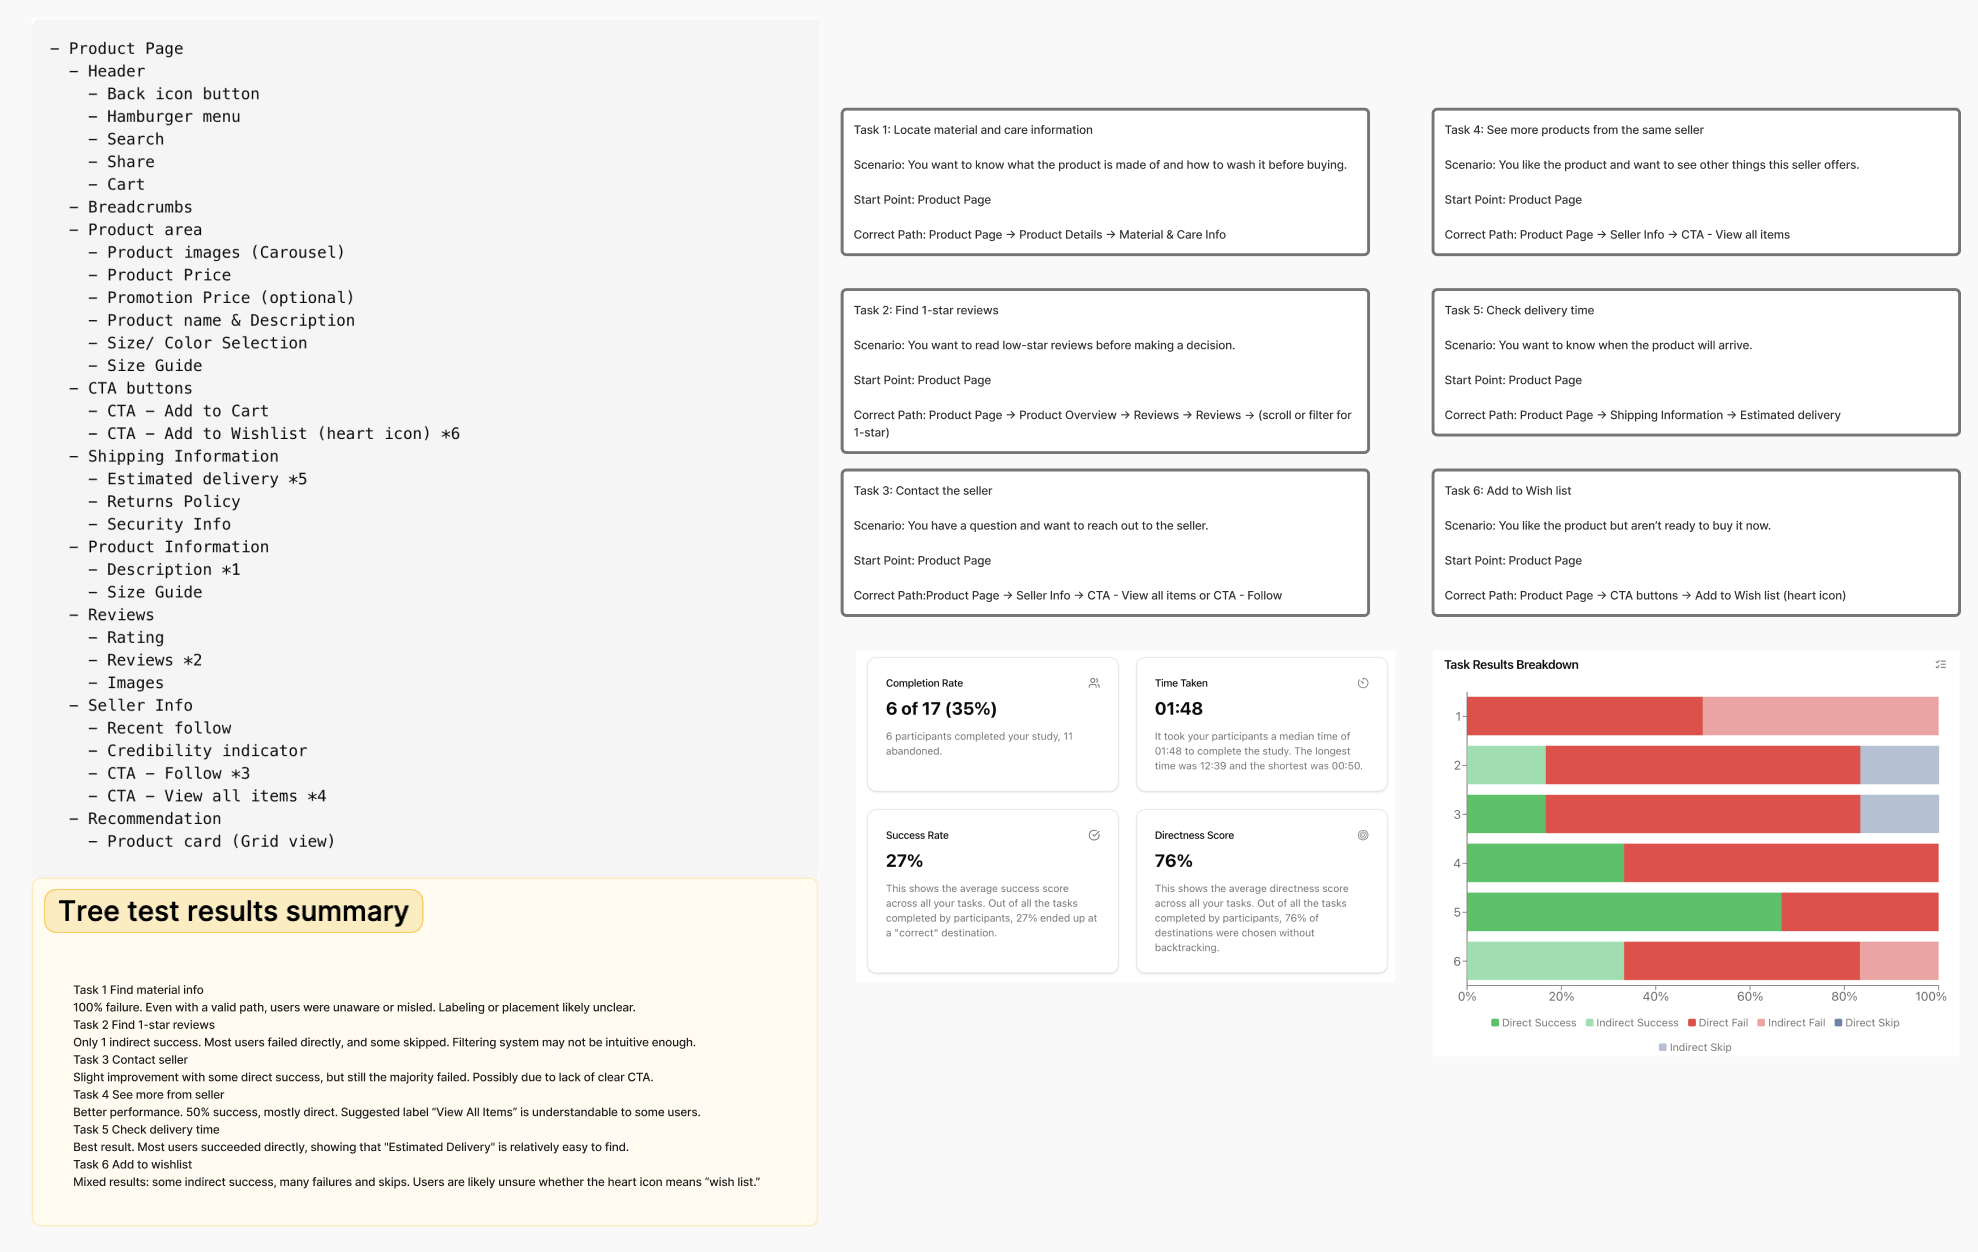 – Product Page
– Header
– Back icon button
– Hamburger menu
– Search
– Share
– Cart
– Breadcrumbs
– Product area
– Product images (Carousel)
– Product Price
– Promotion Price (optional)
– Product name & Description
– Size/ Color Selection
– Size Guide
– CTA buttons
– CTA – Add to Cart
– CTA – Add to Wishlist (heart icon) *6
– Shipping Information
– Estimated delivery *5
– Returns Policy
– Security Info
– Product Information
– Description *1
– Size Guide
– Reviews
– Rating
– Reviews *2
– Images
– Seller Info
– Recent follow
– Credibility indicator
– CTA – Follow *3
– CTA – View all items *4
– Recommendation
– Product card (Grid view)
Tree test results summary
Task 1 Find material info
100% failure. Even with a valid path, users were unaware or misled. Labeling or placement likely unclear.
Task 2 Find 1-star reviews
Only 1 indirect success. Most users failed directly, and some skipped. Filtering system may not be intuitive enough.
Task 3 Contact seller
Slight improvement with some direct success, but still the majority failed. Possibly due to lack of clear CTA.
Task 4 See more from seller
Better performance. 50% success, mostly direct. Suggested label “View All Items” is understandable to some users.
Task 5 Check delivery time
Best result. Most users succeeded directly, showing that "Estimated Delivery" is relatively easy to find.
Task 6 Add to wishlist
Mixed results: some indirect success, many failures and skips. Users are likely unsure whether the heart icon means “wish list.”
Task 1: Locate material and care information
Scenario: You want to know what the product is made of and how to wash it before buying.
Start Point: Product Page
Correct Path: Product Page → Product Details → Material & Care Info
Task 2: Find 1-star reviews
Scenario: You want to read low-star reviews before making a decision.
Start Point: Product Page
Correct Path: Product Page → Product Overview → Reviews → Reviews → (scroll or filter for
1-star)
Task 3: Contact the seller
Scenario: You have a question and want to reach out to the seller.
Start Point: Product Page
Correct Path:Product Page → Seller Info → CTA - View all items or CTA - Follow
Task 4: See more products from the same seller
Scenario: You like the product and want to see other things this seller offers.
Start Point: Product Page
Correct Path: Product Page → Seller Info → CTA - View all items
Task 5: Check delivery time
Scenario: You want to know when the product will arrive.
Start Point: Product Page
Correct Path: Product Page → Shipping Information → Estimated delivery
Task 6: Add to Wish list
Scenario: You like the product but aren’t ready to buy it now.
Start Point: Product Page
Correct Path: Product Page → CTA buttons → Add to Wish list (heart icon)
Completion Rate
6 of 17 (35%)
6 participants completed your study, 11
abandoned.
Time Taken
01:48
It took your participants a median time of
01:48 to complete the study. The longest
time was 12:39 and the shortest was 00:50.
Success Rate
27%
This shows the average success score
across all your tasks. Out of all the tasks
completed by participants, 27% ended up at
a "correct" destination.
Directness Score
76%
This shows the average directness score
across all your tasks. Out of all the tasks
completed by participants, 76% of
destinations were chosen without
backtracking.
Task Results Breakdown
1
2
3
4
5
6
0% 20% 40% 60% 80% 100%
Direct Success Indirect Success Direct Fail Indirect Fail Direct Skip
Indirect Skip